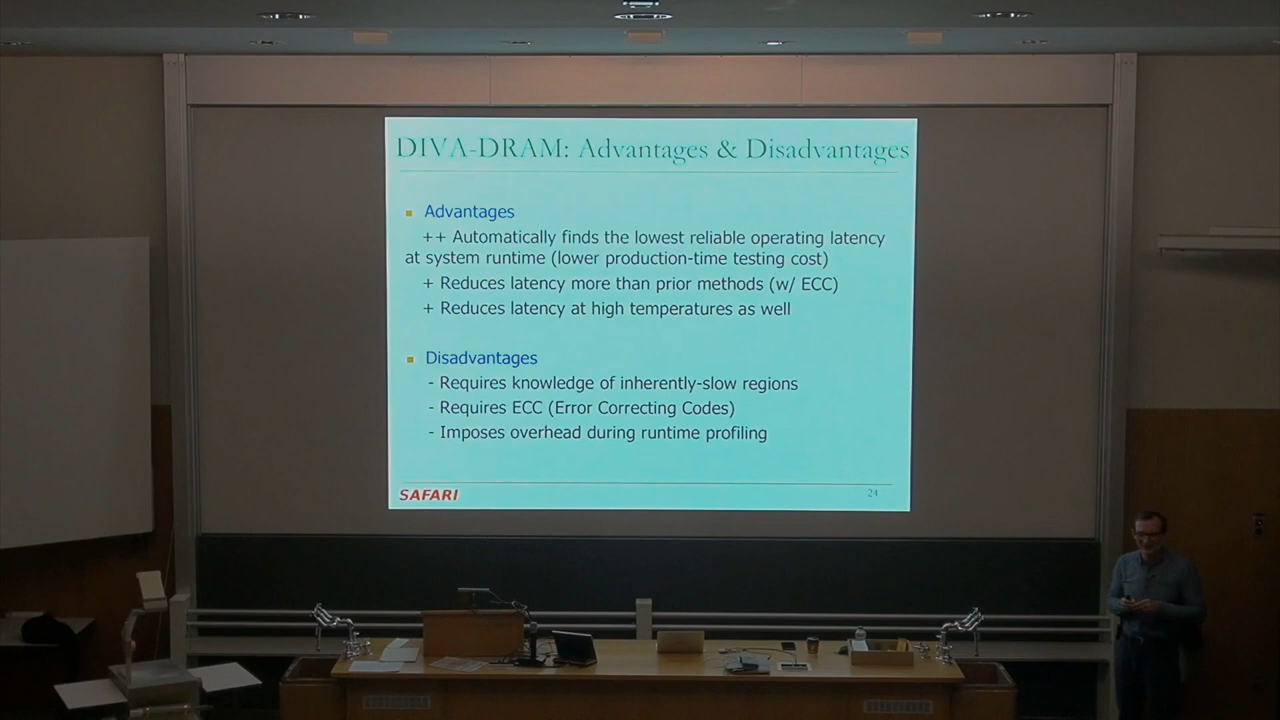 DIVA-DRAM: Advantages & Disadvantages
Advantages
++ Automatically finds the lowest reliable operating latency
at system runtime (lower production-time testing cost)
+ Reduces latency more than prior methods (w/ ECC)
+ Reduces latency at high temperatures as well
Disadvantages
- Requires knowledge of inherently-slow regions
- Requires ECC (Error Correcting Codes)
- Imposes overhead during runtime profiling
SAFARI
24